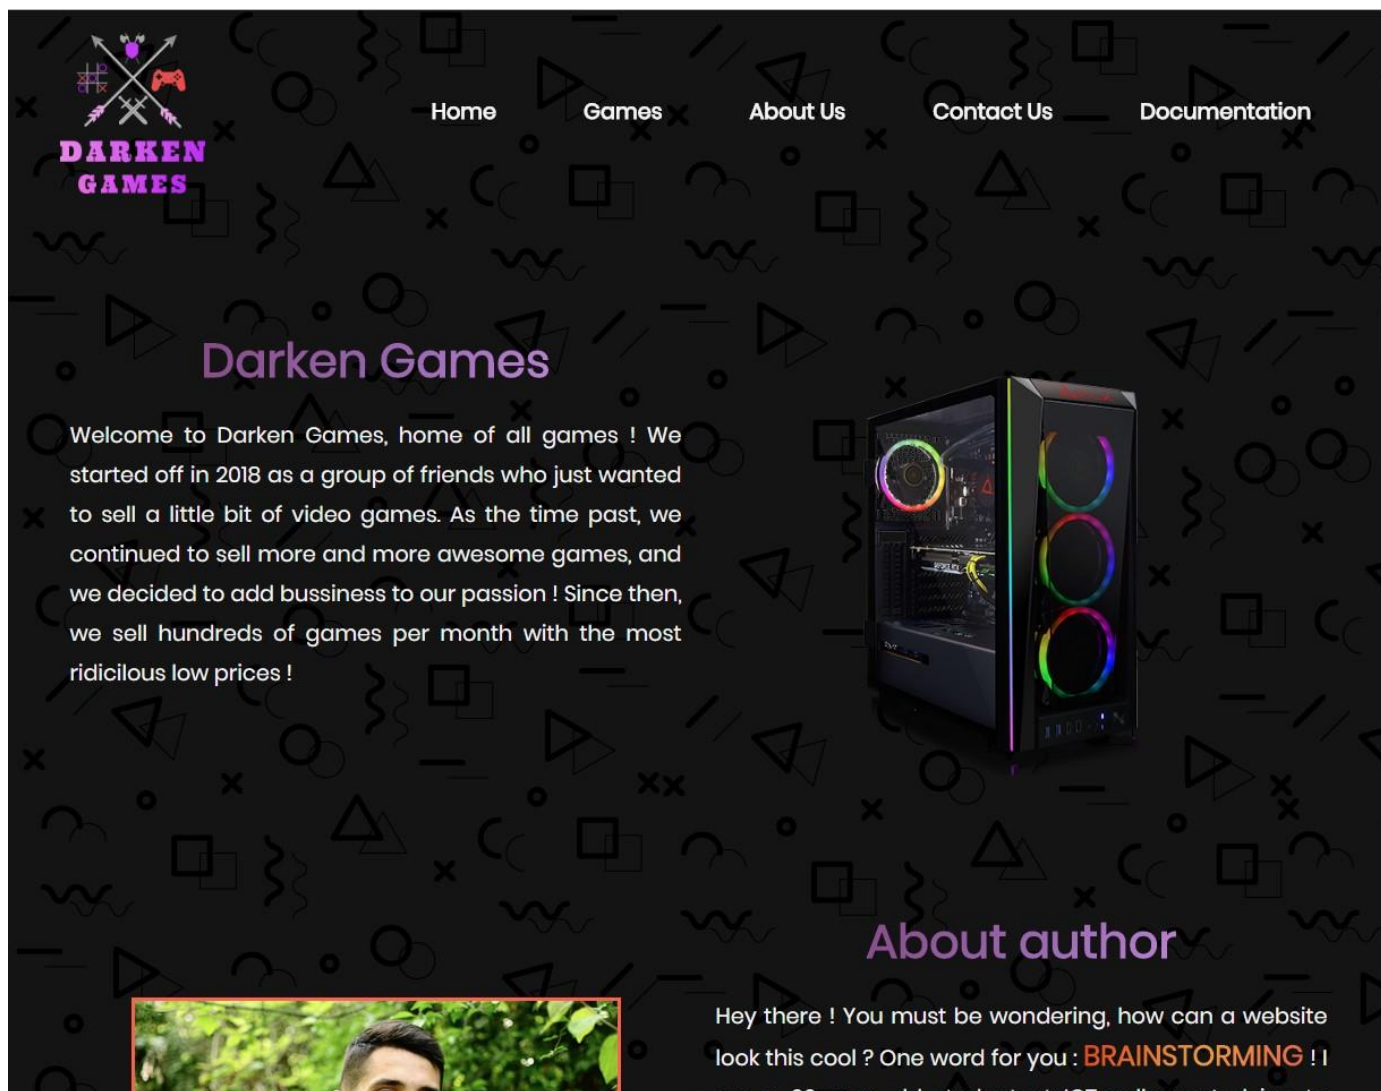 DARKEN
GAMES
Home
Games
About Us
Contact Us
Documentation
Darken Games
Welcome to Darken Games, home of all games ! We
started off in 2018 as a group of friends who just wanted
to sell a little bit of video games. As the time past, we
continued to sell more and more awesome games, and
we decided to add bussiness to our passion ! Since then,
we sell hundreds of games per month with the most
ridicilous low prices !
GEFORCE RTX
About author
Hey there ! You must be wondering, how can a website
look this cool ? One word for you : BRAINSTORMING ! I